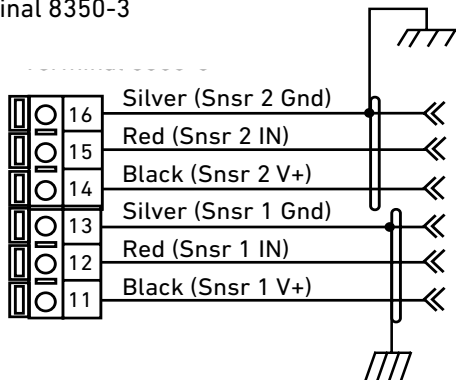 inal 8350-3
16 Silver (Snsr 2 Gnd)
15 Red (Snsr 2 IN)
14 Black (Snsr 2 V+)
13 Silver (Snsr 1 Gnd)
12 Red (Snsr 1 IN)
11 Black (Snsr 1 V+)